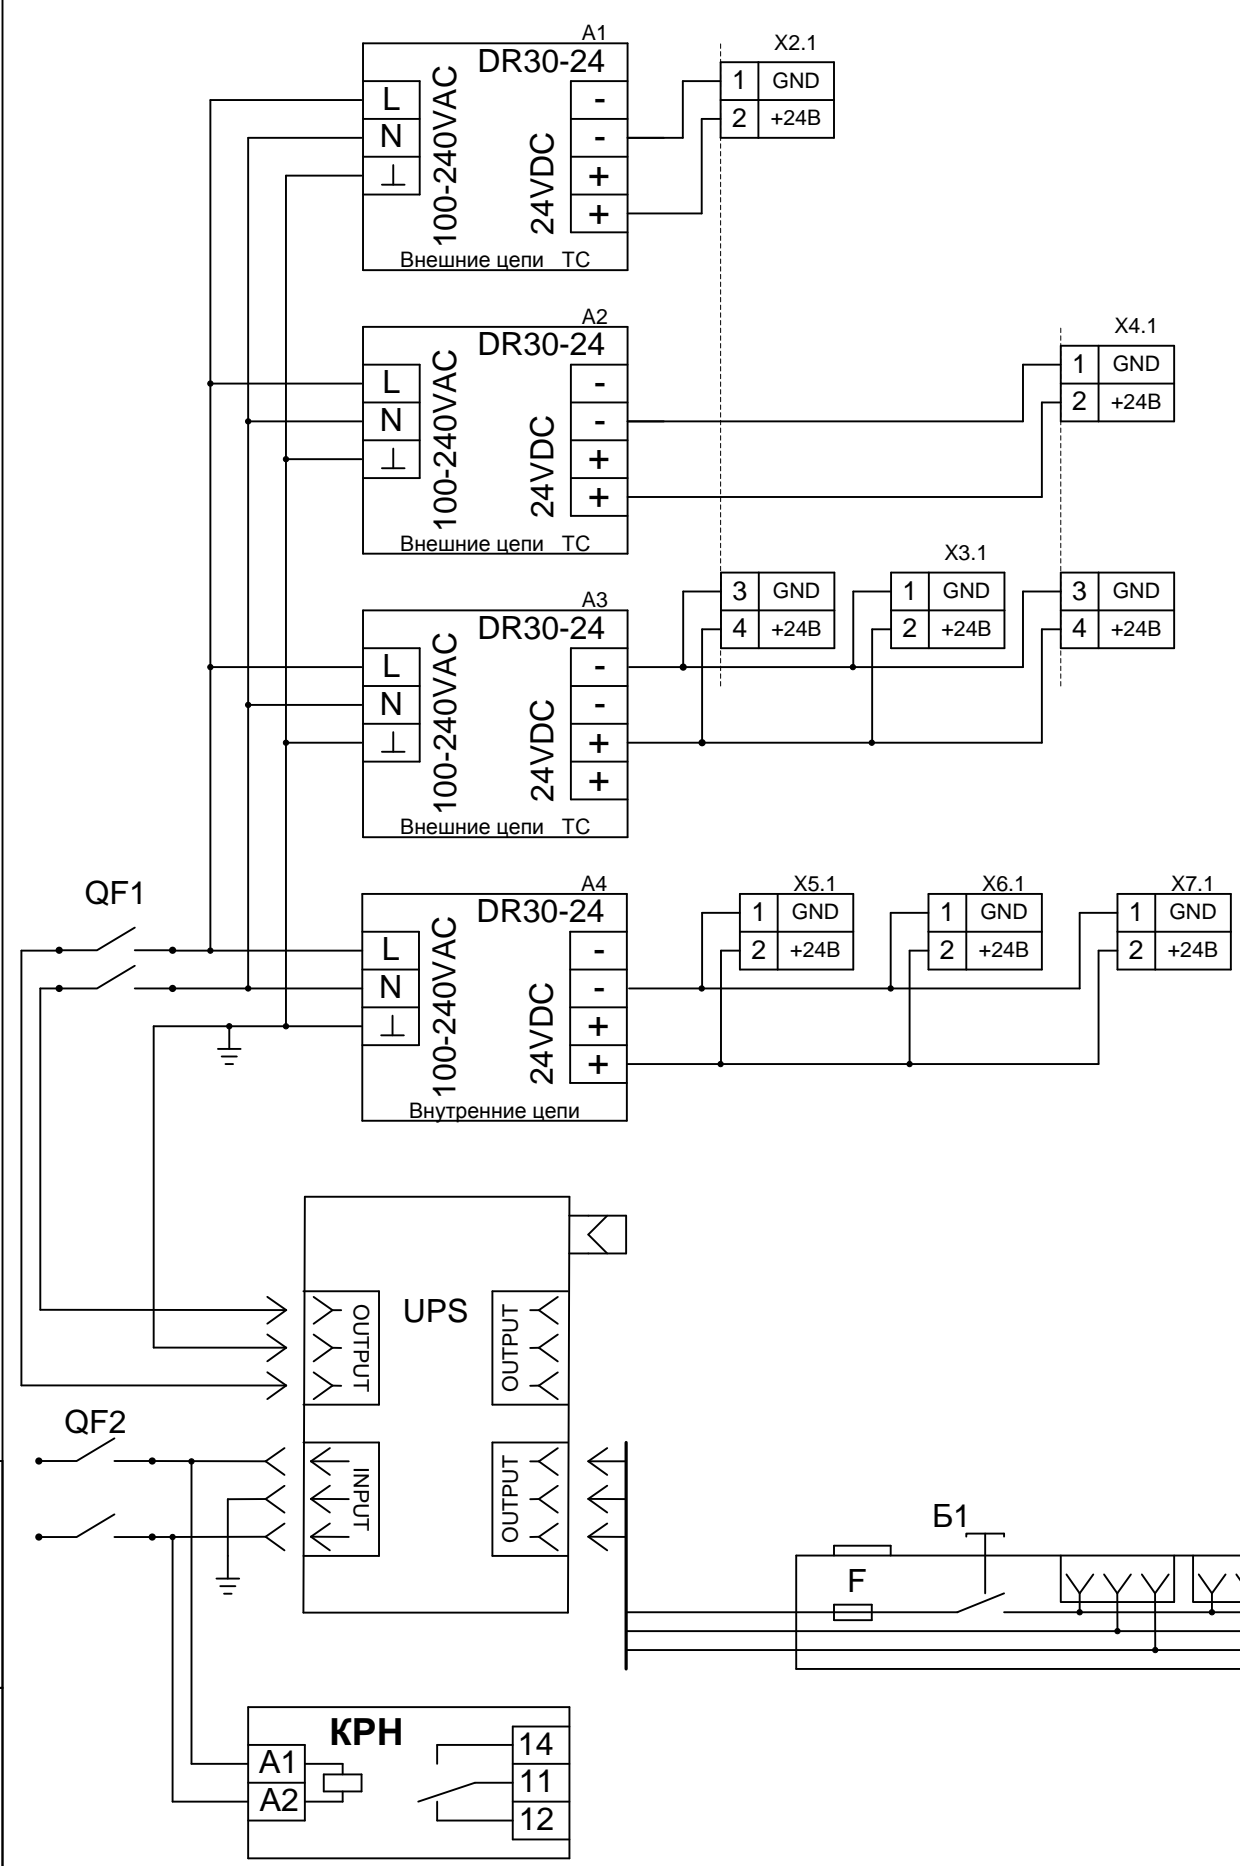 A1
DR30-24
L
N
⊥
100-240VAC
24VDC
-
-
+
+
Внешние цепи ТС
X2.1
1 GND
2 +24В
A2
DR30-24
L
N
⊥
100-240VAC
24VDC
-
-
+
+
Внешние цепи ТС
X4.1
1 GND
2 +24В
A3
DR30-24
L
N
⊥
100-240VAC
24VDC
-
-
+
+
Внешние цепи ТС
3 GND
4 +24В
X3.1
1 GND
2 +24В
3 GND
4 +24В
QF1
A4
DR30-24
L
N
⊥
100-240VAC
24VDC
-
-
+
+
Внутренние цепи
X5.1
1 GND
2 +24В
X6.1
1 GND
2 +24В
X7.1
1 GND
2 +24В
UPS
OUTPUT
OUTPUT
QF2
INPUT
OUTPUT
Б1
F
КРН
A1
A2
14
11
12